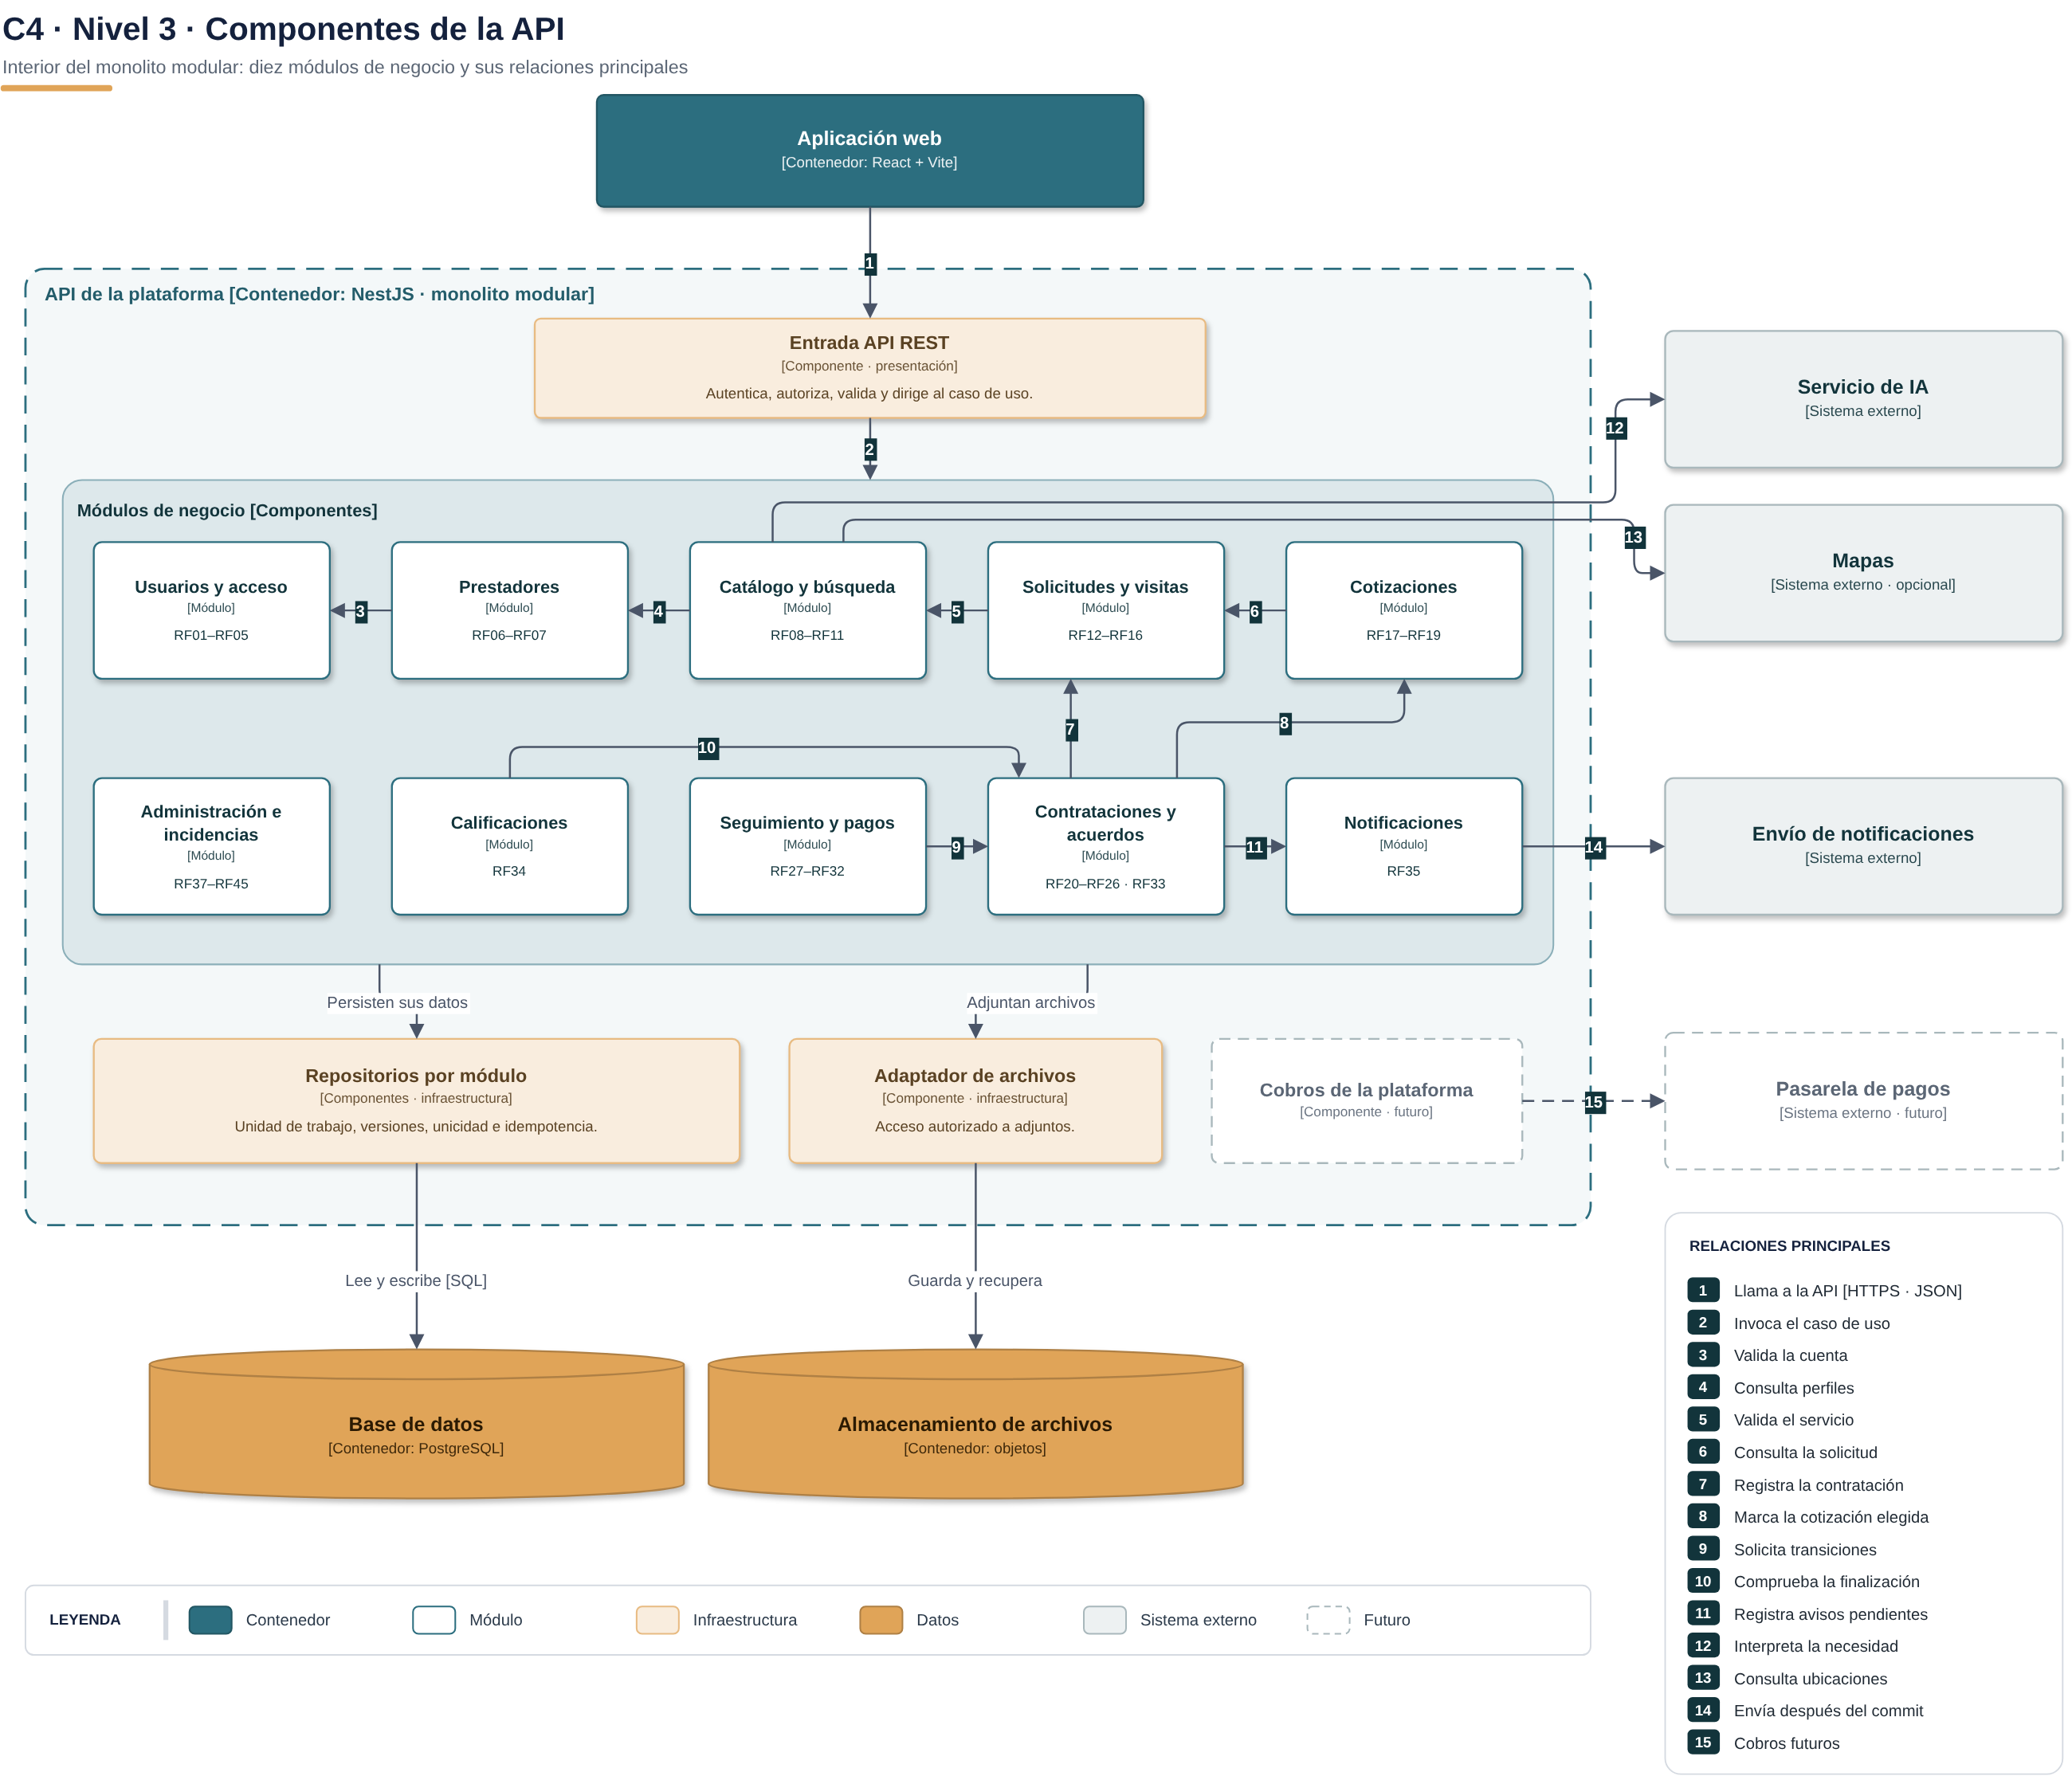 C4 · Nivel 3 · Componentes de la API
Interior del monolito modular: diez módulos de negocio y sus relaciones principales
Aplicación web
[Contenedor: React + Vite]
1
API de la plataforma [Contenedor: NestJS · monolito modular]
Entrada API REST
[Componente · presentación]
Autentica, autoriza, valida y dirige al caso de uso.
2
Servicio de IA
[Sistema externo]
12
Módulos de negocio [Componentes]
13
Mapas
[Sistema externo · opcional]
Usuarios y acceso
[Módulo]
RF01–RF05
3
Prestadores
[Módulo]
RF06–RF07
4
Catálogo y búsqueda
[Módulo]
RF08–RF11
5
Solicitudes y visitas
[Módulo]
RF12–RF16
6
Cotizaciones
[Módulo]
RF17–RF19
7
8
10
Administración e
incidencias
[Módulo]
RF37–RF45
Calificaciones
[Módulo]
RF34
Seguimiento y pagos
[Módulo]
RF27–RF32
9
Contrataciones y
acuerdos
[Módulo]
RF20–RF26 · RF33
11
Notificaciones
[Módulo]
RF35
14
Envío de notificaciones
[Sistema externo]
Persisten sus datos
Adjuntan archivos
Repositorios por módulo
[Componentes · infraestructura]
Unidad de trabajo, versiones, unicidad e idempotencia.
Adaptador de archivos
[Componente · infraestructura]
Acceso autorizado a adjuntos.
Cobros de la plataforma
[Componente · futuro]
15
Pasarela de pagos
[Sistema externo · futuro]
Lee y escribe [SQL]
Guarda y recupera
Base de datos
[Contenedor: PostgreSQL]
Almacenamiento de archivos
[Contenedor: objetos]
RELACIONES PRINCIPALES
1 Llama a la API [HTTPS · JSON]
2 Invoca el caso de uso
3 Valida la cuenta
4 Consulta perfiles
5 Valida el servicio
6 Consulta la solicitud
7 Registra la contratación
8 Marca la cotización elegida
9 Solicita transiciones
10 Comprueba la finalización
11 Registra avisos pendientes
12 Interpreta la necesidad
13 Consulta ubicaciones
14 Envía después del commit
15 Cobros futuros
LEYENDA Contenedor Módulo Infraestructura Datos Sistema externo Futuro